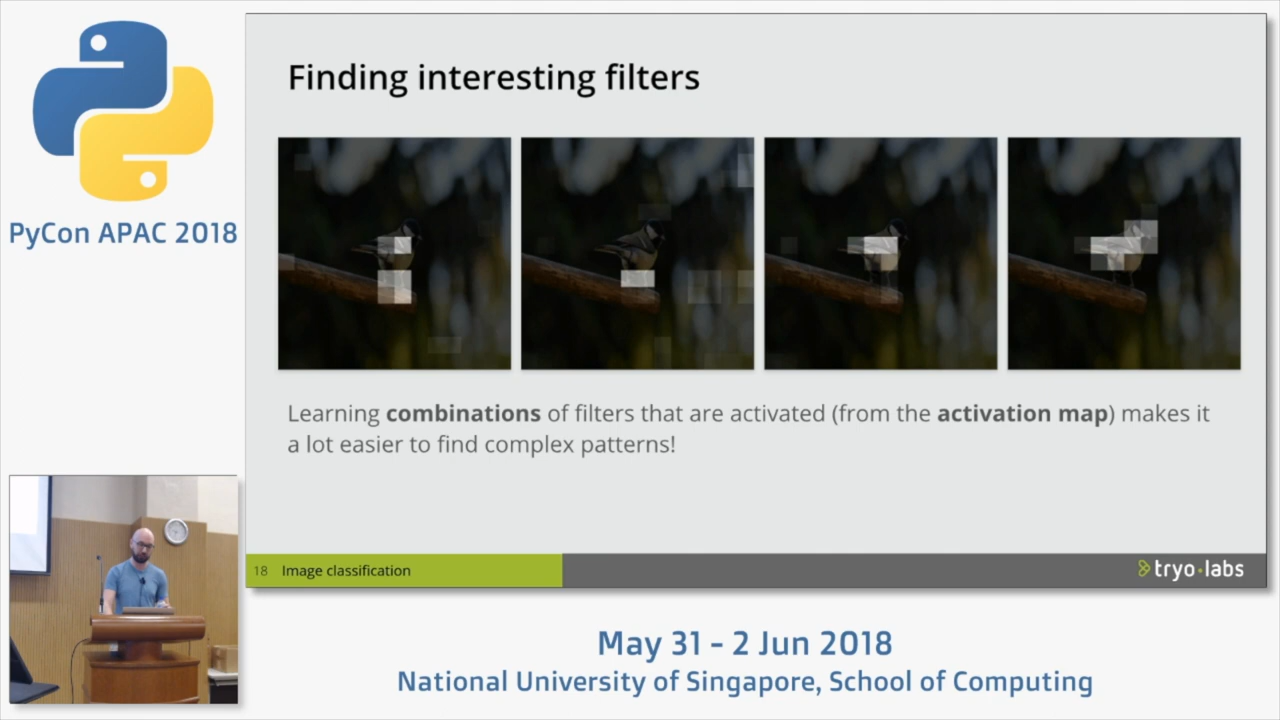 PyCon APAC 2018
Finding interesting filters
Learning combinations of filters that are activated (from the activation map) makes it
a lot easier to find complex patterns!
18 Image classification
tryo·labs
May 31 - 2 Jun 2018
National University of Singapore, School of Computing